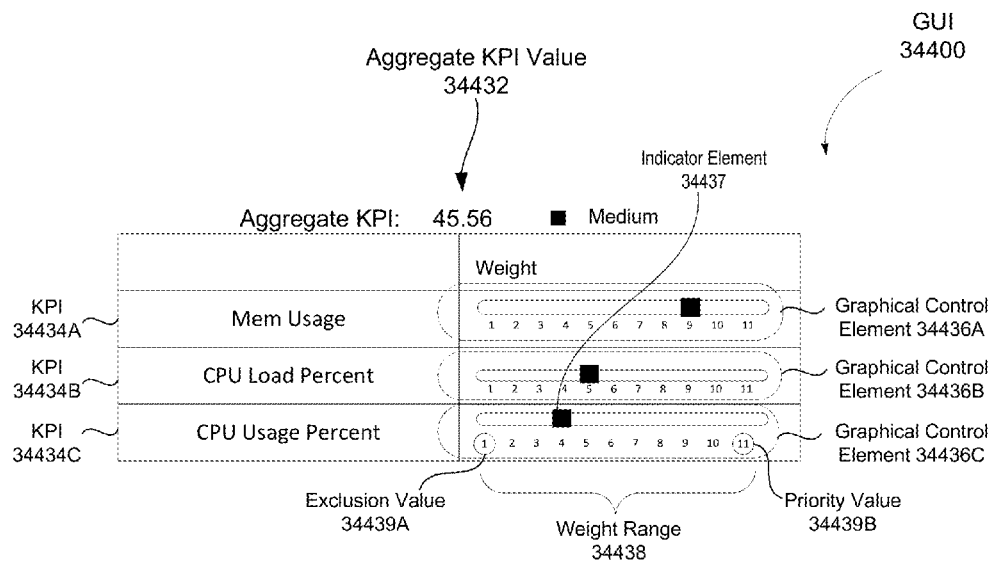 GUI
34400
Aggregate KPI Value
34432
Indicator Element
34437
Aggregate KPI: 45.56 Medium
Weight
KPI
34434A
Mem Usage
1 2 3 4 5 6 7 8 9 10 11
Graphical Control
Element 34436A
KPI
34434B
CPU Load Percent
1 2 3 4 5 6 7 8 9 10 11
Graphical Control
Element 34436B
KPI
34434C
CPU Usage Percent
1 2 3 4 5 6 7 8 9 10 11
Graphical Control
Element 34436C
Exclusion Value
34439A
Weight Range
34438
Priority Value
34439B